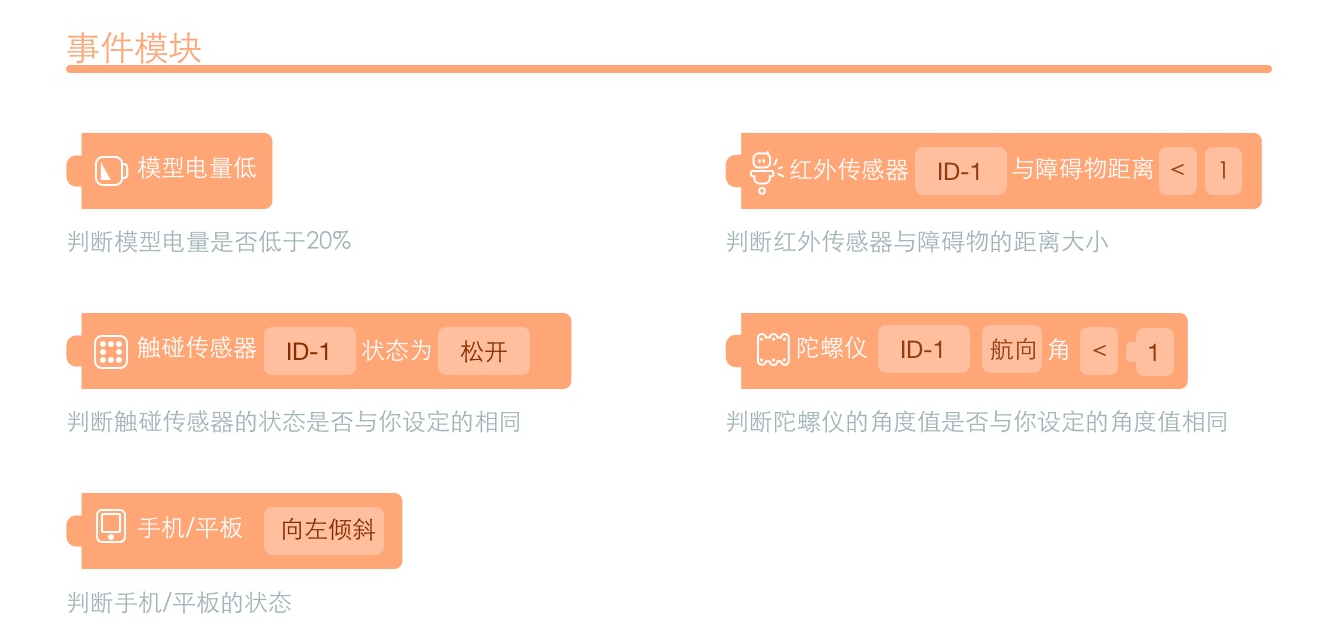 事件模块
模型电量低
判断模型电量是否低于20%
红外传感器 ID-1 与障碍物距离 < 1
判断红外传感器与障碍物的距离大小
触碰传感器 ID-1 状态为 松开
判断触碰传感器的状态是否与你设定的相同
陀螺仪 ID-1 航向 角 < 1
判断陀螺仪的角度值是否与你设定的角度值相同
手机/平板 向左倾斜
判断手机/平板的状态